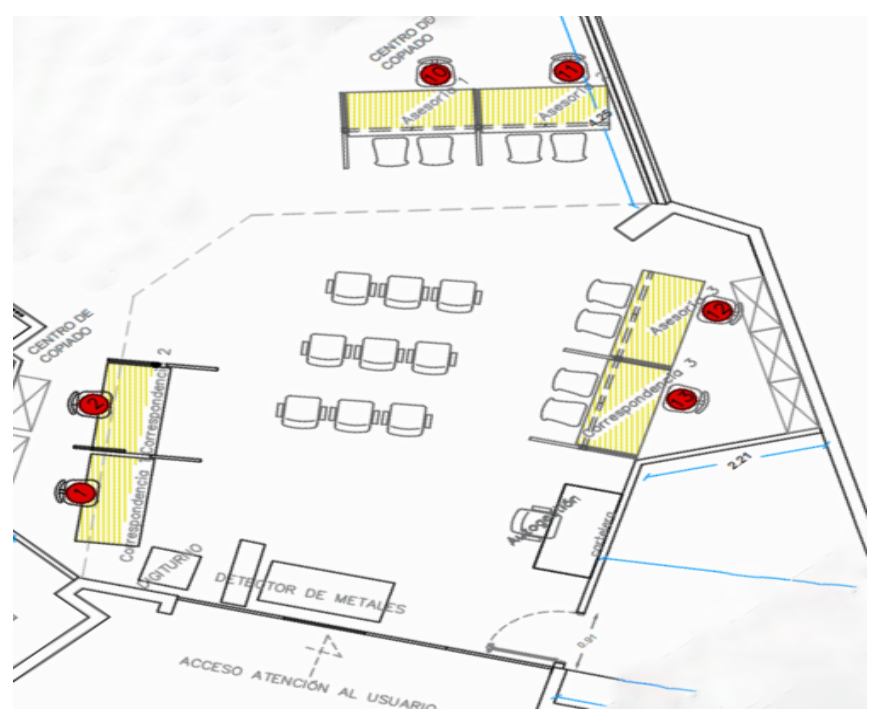 CENTRO DE
COPIADO
10
11
Asesoría 1
Asesoría 2
4.25
CENTRO DE
COPIADO
2
Correspondencia 2
1
Correspondencia 1
12
Asesoría 3
13
Correspondencia 3
2.21
Autogestión
cartelera
DIGITURNO
DETECTOR DE METALES
0.91
ACCESO ATENCIÓN AL USUARIO